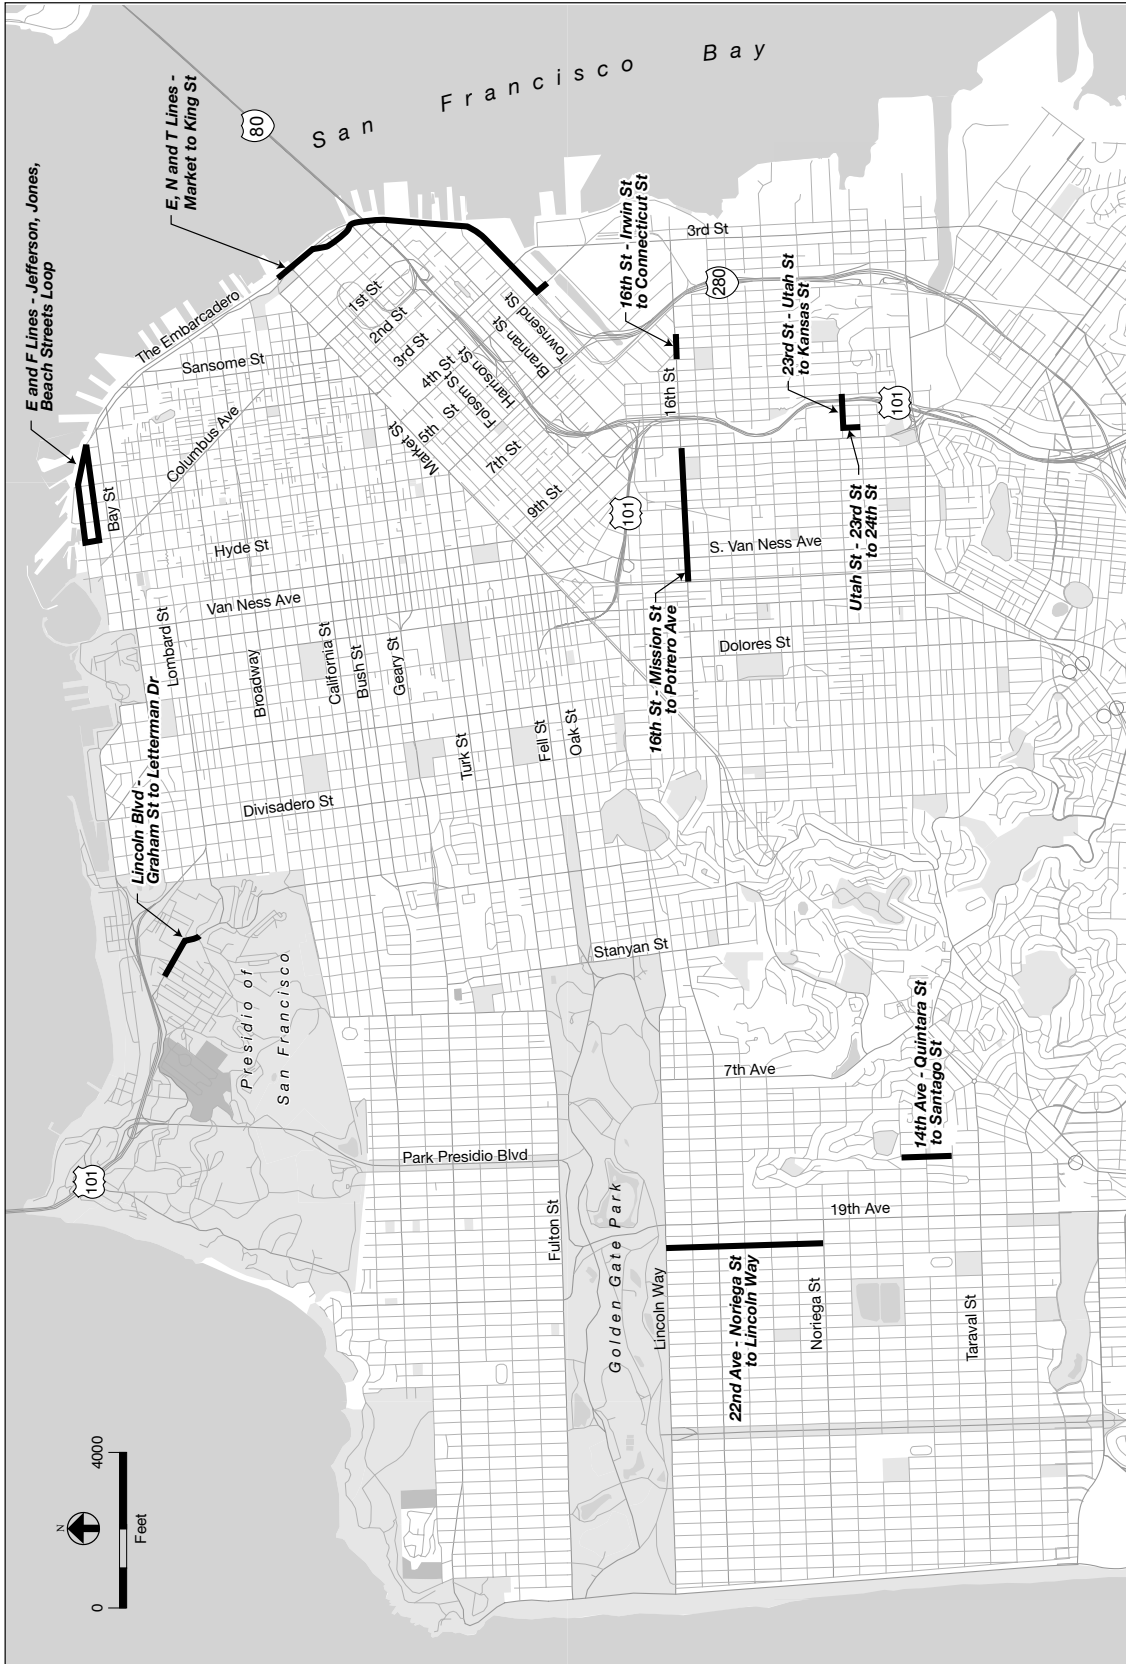 San Francisco Bay
80
E and F Lines - Jefferson, Jones,
Beach Streets Loop
E, N and T Lines -
Market to King St
The Embarcadero
Sansome St
Columbus Ave
Bay St
Hyde St
Van Ness Ave
Lombard St
Broadway
California St
Bush St
Geary St
Turk St
Fell St
Oak St
Divisadero St
1st St
2nd St
3rd St
4th St
5th St
7th St
9th St
Market St
Folsom St
Harrison St
Brannan St
Townsend St
16th St - Irwin St
to Connecticut St
3rd St
280
16th St
23rd St - Utah St
to Kansas St
101
101
Utah St - 23rd St
to 24th St
S. Van Ness Ave
16th St - Mission St
to Potrero Ave
Dolores St
Lincoln Blvd -
Graham St to Letterman Dr
Presidio of
San Francisco
101
Stanyan St
7th Ave
14th Ave - Quintara St
to Santago St
Park Presidio Blvd
Fulton St
Golden Gate Park
Lincoln Way
19th Ave
22nd Ave - Noriega St
to Lincoln Way
Noriega St
Taraval St
N
0
4000
Feet